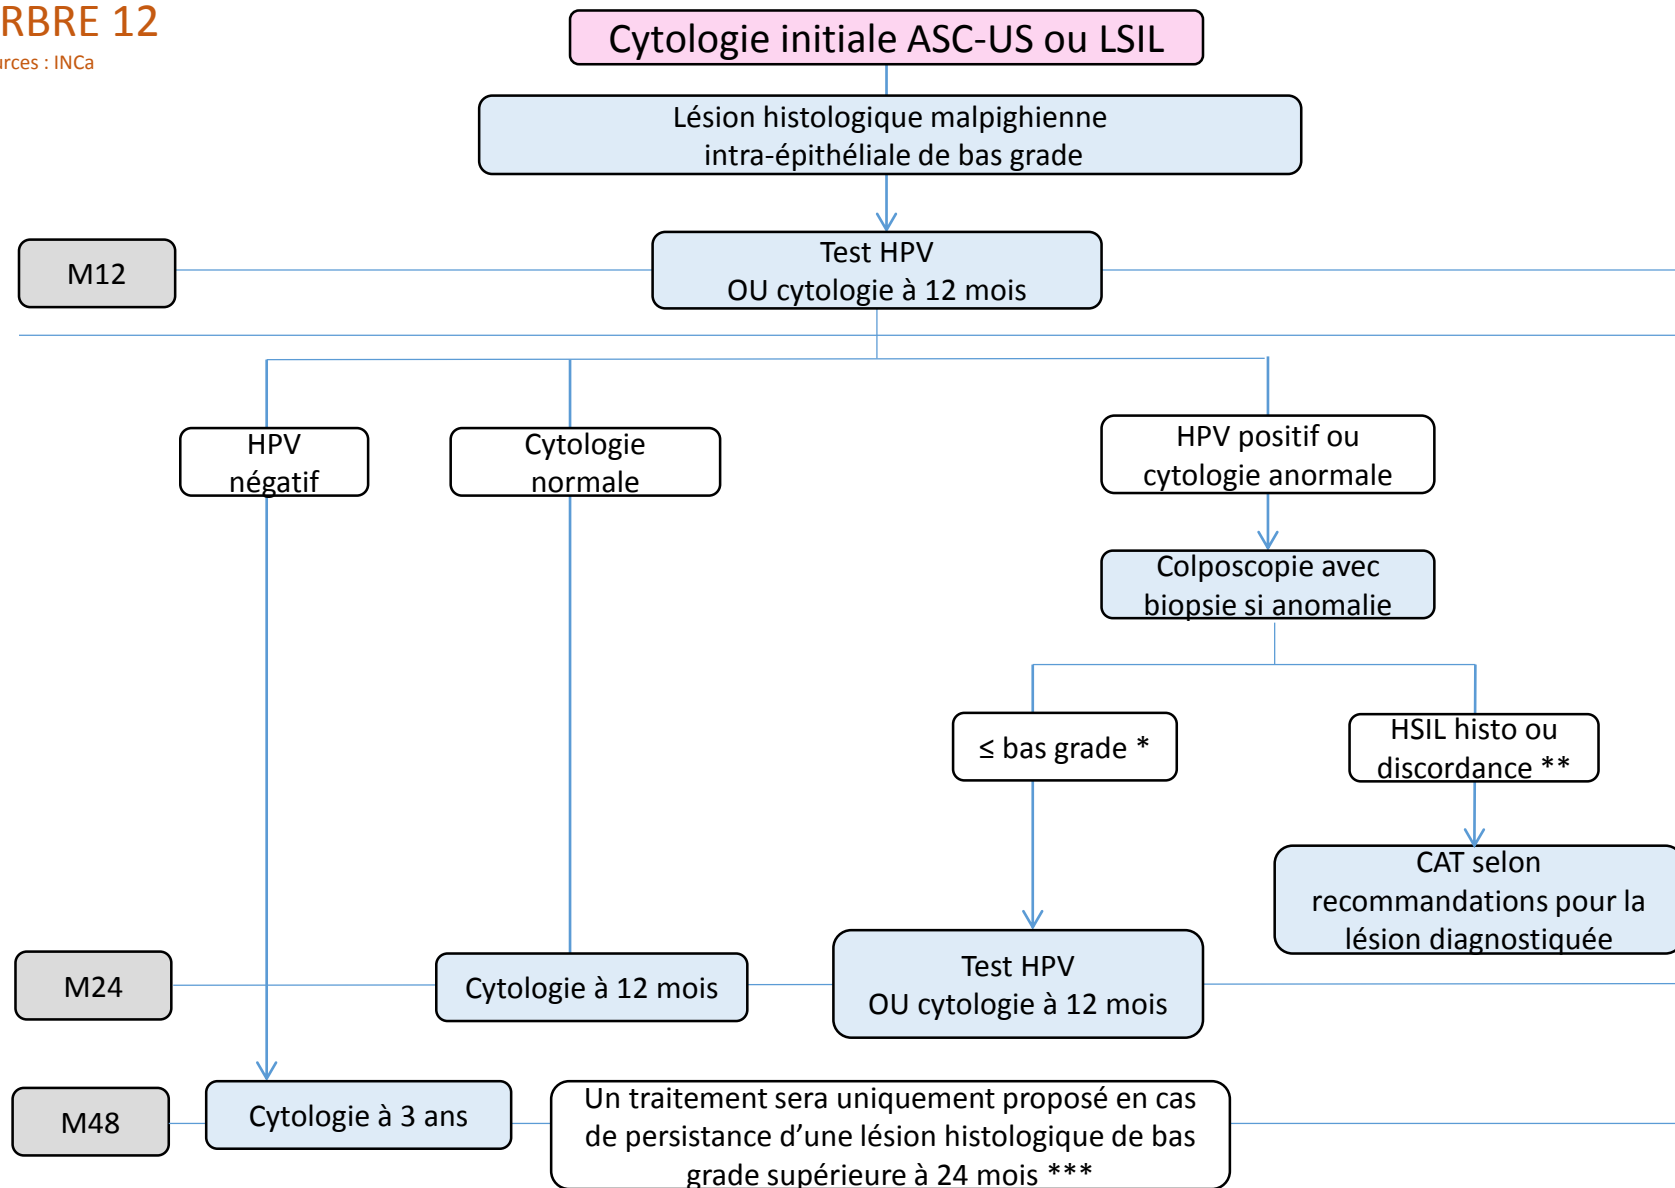 RBRE 12
urces : INCa
Cytologie initiale ASC-US ou LSIL
Lésion histologique malpighienne
intra-épithéliale de bas grade
M12
Test HPV
OU cytologie à 12 mois
HPV
négatif
Cytologie
normale
HPV positif ou
cytologie anormale
Colposcopie avec
biopsie si anomalie
≤ bas grade *
HSIL histo ou
discordance **
CAT selon
recommandations pour la
lésion diagnostiquée
M24
Cytologie à 12 mois
Test HPV
OU cytologie à 12 mois
M48
Cytologie à 3 ans
Un traitement sera uniquement proposé en cas
de persistance d’une lésion histologique de bas
grade supérieure à 24 mois ***